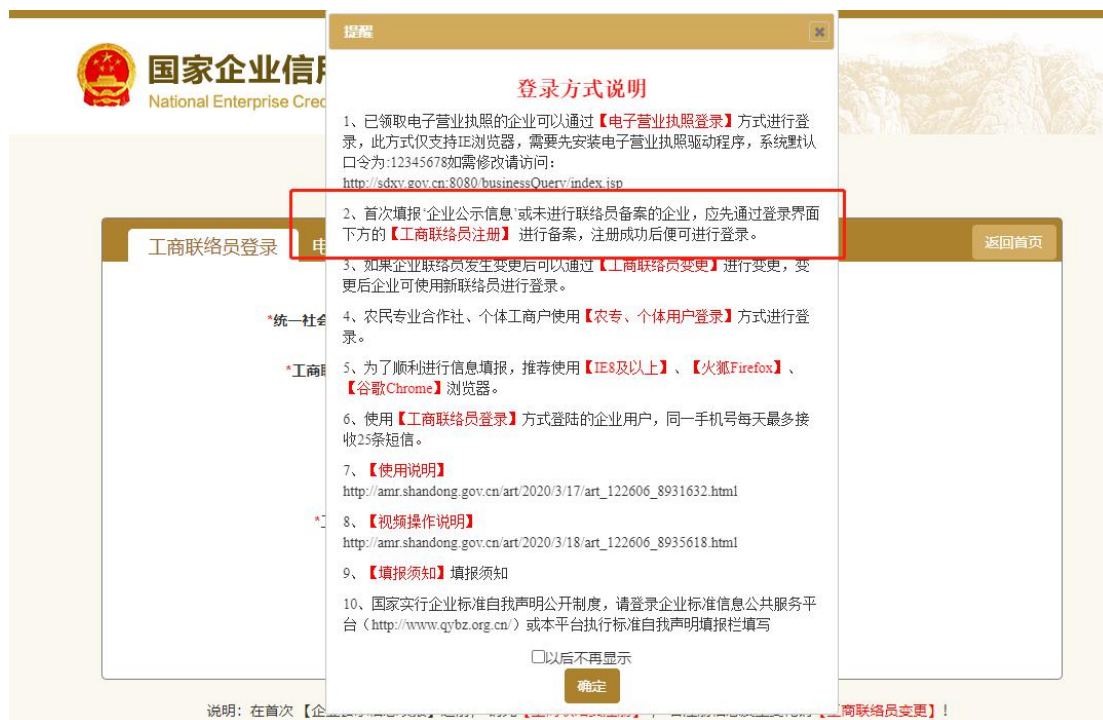 提醒
国家企业信
National Enterprise Cred
登录方式说明
1、已领取电子营业执照的企业可以通过【电子营业执照登录】方式进行登
录，此方式仅支持IE浏览器，需要先安装电子营业执照驱动程序，系统默认
口令为:12345678如需修改请访问：
http://sdxy.gov.cn:8080/businessQuery/index.jsp
2、首次填报‘企业公示信息’或未进行联络员备案的企业，应先通过登录界面
下方的【工商联络员注册】 进行备案，注册成功后便可进行登录。
工商联络员登录
返回首页
3、如果企业联络员发生变更后可以通过【工商联络员变更】进行变更，变
更后企业可使用新联络员进行登录。
*统一社会
4、农民专业合作社、个体工商户使用【农专、个体用户登录】方式进行登
录。
*工商
5、为了顺利进行信息填报，推荐使用【IE8及以上】、【火狐Firefox】、
【谷歌Chrome】浏览器。
6、使用【工商联络员登录】方式登陆的企业用户，同一手机号每天最多接
收25条短信。
7、【使用说明】
http://amr.shandong.gov.cn/art/2020/3/17/art_122606_8931632.html
8、【视频操作说明】
http://amr.shandong.gov.cn/art/2020/3/18/art_122606_8935618.html
9、【填报须知】填报须知
10、国家实行企业标准自我声明公开制度，请登录企业标准信息公共服务平
台（http://www.qybz.org.cn/）或本平台执行标准自我声明填报栏填写
以后不再显示
确定
说明：在首次 【企 商联络员变更】！